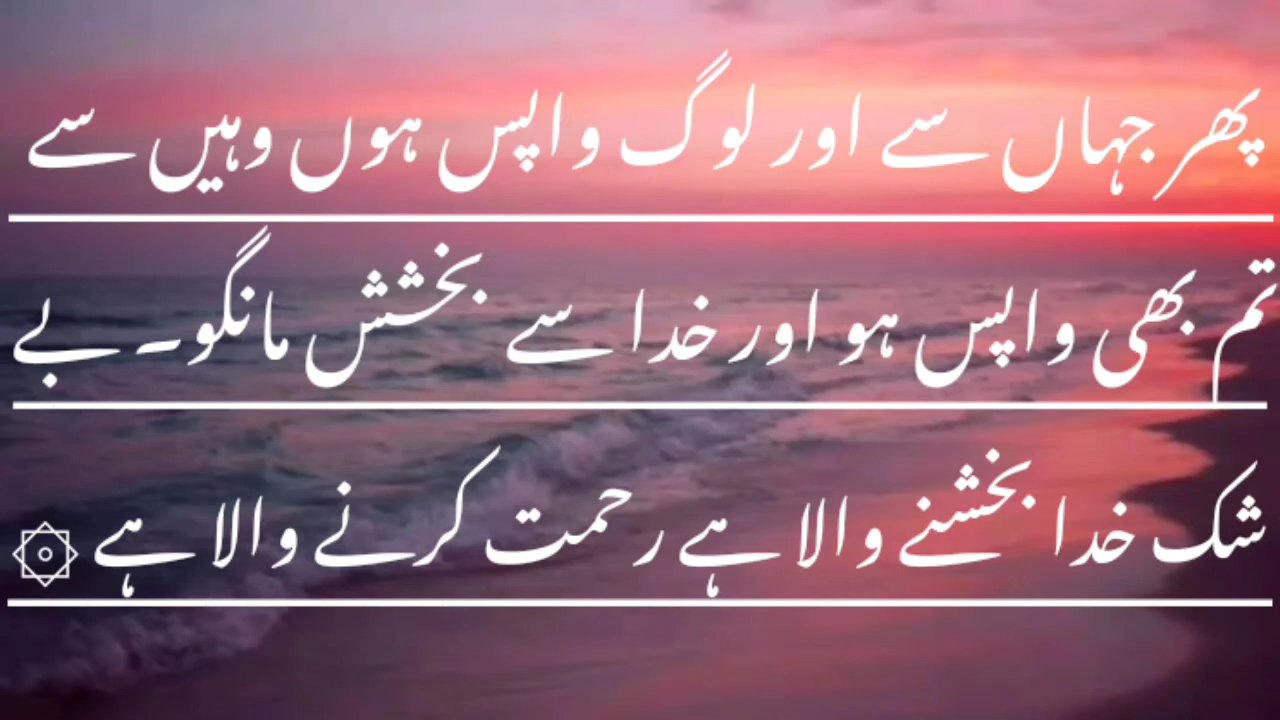 پھر جہاں سے اور لوگ واپس ہوں وہیں سے
تم بھی واپس ہو اور خدا سے بخشش مانگو۔ بے
شک خدا بخشنے والا ہے رحمت کرنے والا ہے ۞